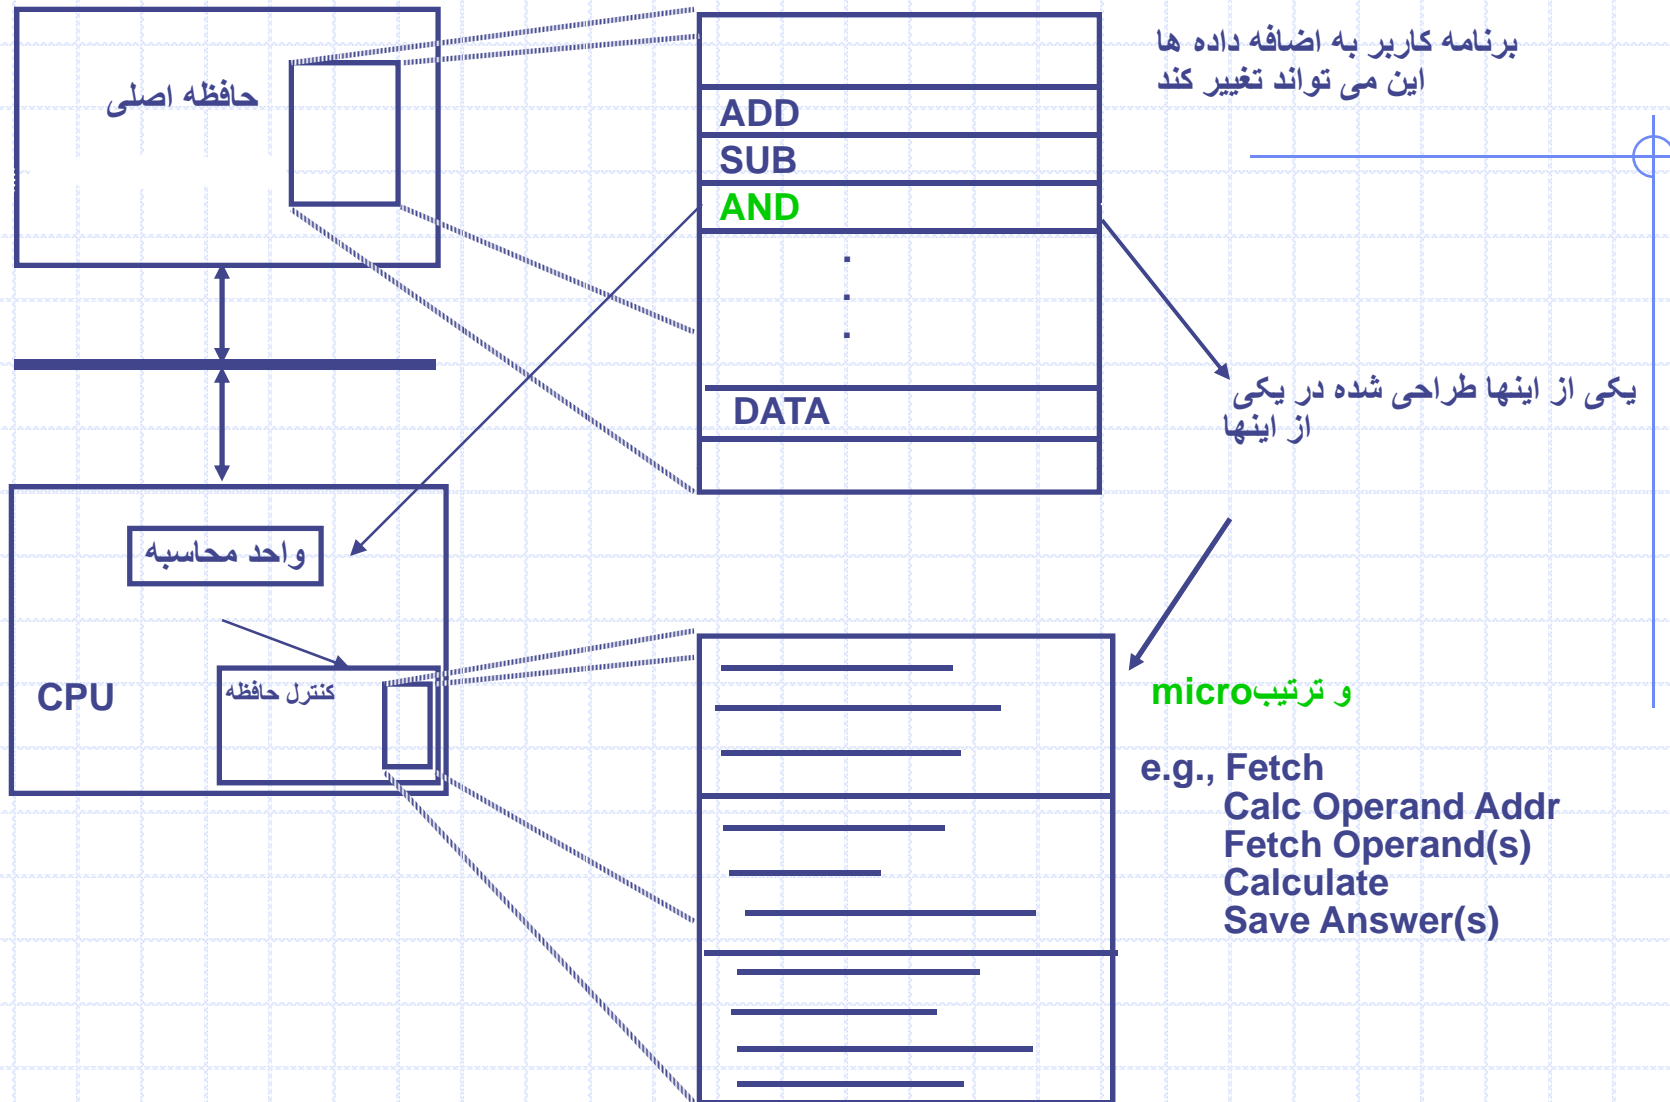 حافظه اصلی
ADD
SUB
AND
.
.
.
DATA
برنامه کاربر به اضافه داده ها
این می تواند تغییر کند
یکی از اینها طراحی شده در یکی
از اینها
واحد محاسبه
CPU
کنترل حافظه
و ترتیبmicro
e.g., Fetch
Calc Operand Addr
Fetch Operand(s)
Calculate
Save Answer(s)